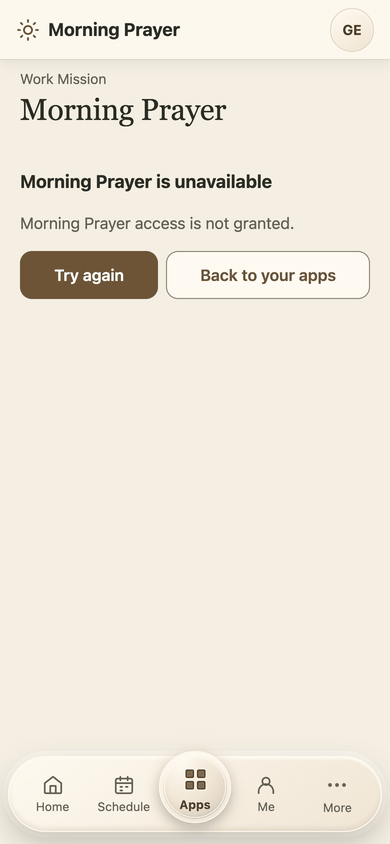 Morning Prayer
GE
Work Mission
Morning Prayer
Morning Prayer is unavailable
Morning Prayer access is not granted.
Try again
Back to your apps
Home
Schedule
Apps
Me
More